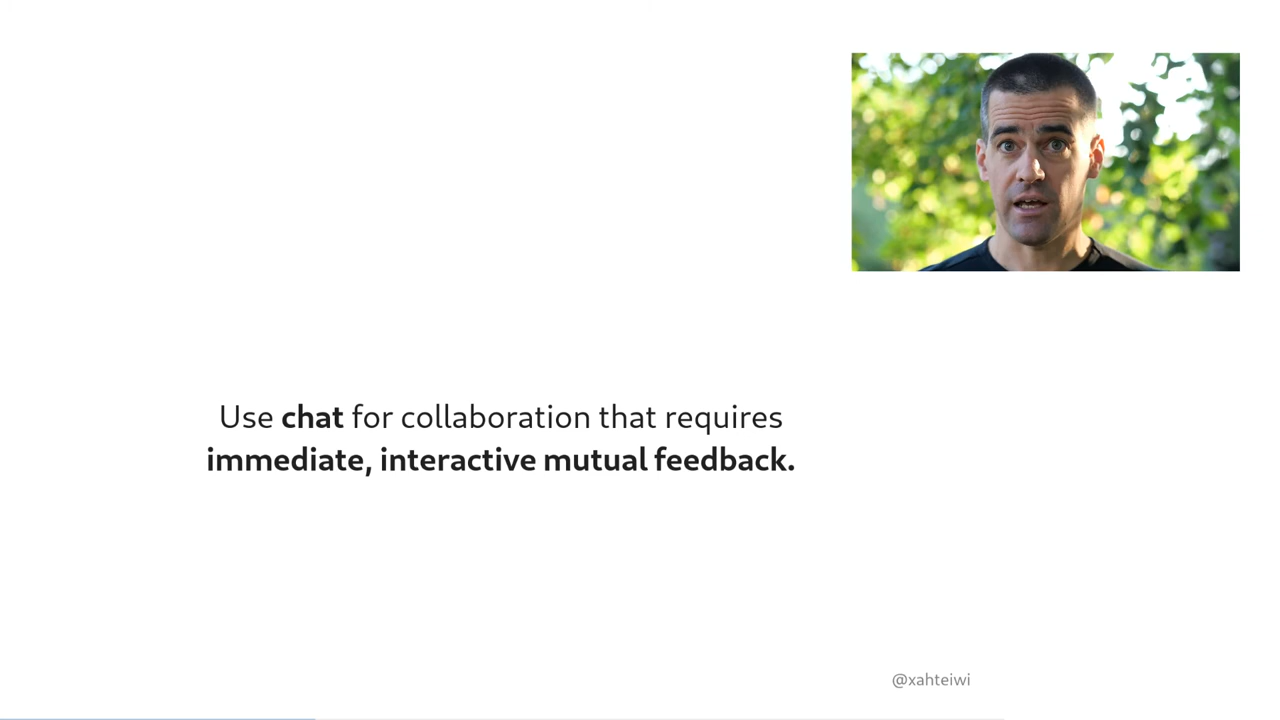 Use chat for collaboration that requires
immediate, interactive mutual feedback.
@xahteiwi